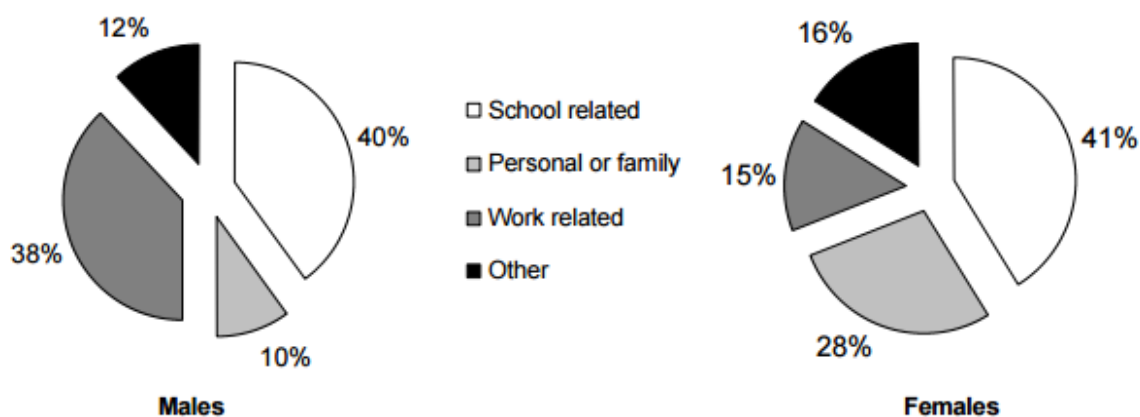 12%
40%
38%
10%
Males
School related
Personal or family
Work related
Other
16%
41%
15%
28%
Females